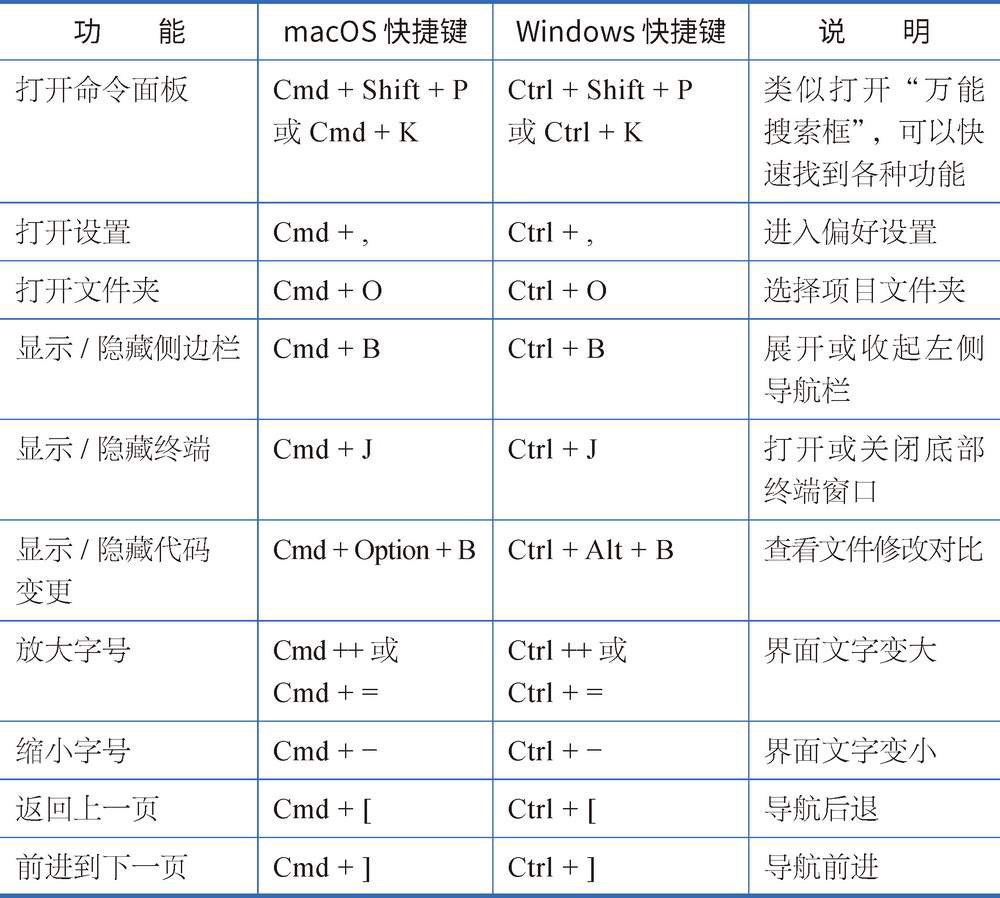 功 能 macOS 快捷键 Windows 快捷键 说 明
打开命令面板 Cmd + Shift + P Ctrl + Shift + P 类似打开“万能
或 Cmd + K 或 Ctrl + K 搜索框”，可以快
速找到各种功能
打开设置 Cmd + , Ctrl + , 进入偏好设置
打开文件夹 Cmd + O Ctrl + O 选择项目文件夹
显示 / 隐藏侧边栏 Cmd + B Ctrl + B 展开或收起左侧
导航栏
显示 / 隐藏终端 Cmd + J Ctrl + J 打开或关闭底部
终端窗口
显示 / 隐藏代码 Cmd + Option + B Ctrl + Alt + B 查看文件修改对比
变更
放大字号 Cmd ++ 或 Ctrl ++ 或 界面文字变大
Cmd + = Ctrl + =
缩小字号 Cmd + − Ctrl + − 界面文字变小
返回上一页 Cmd + [ Ctrl + [ 导航后退
前进到下一页 Cmd + ] Ctrl + ] 导航前进